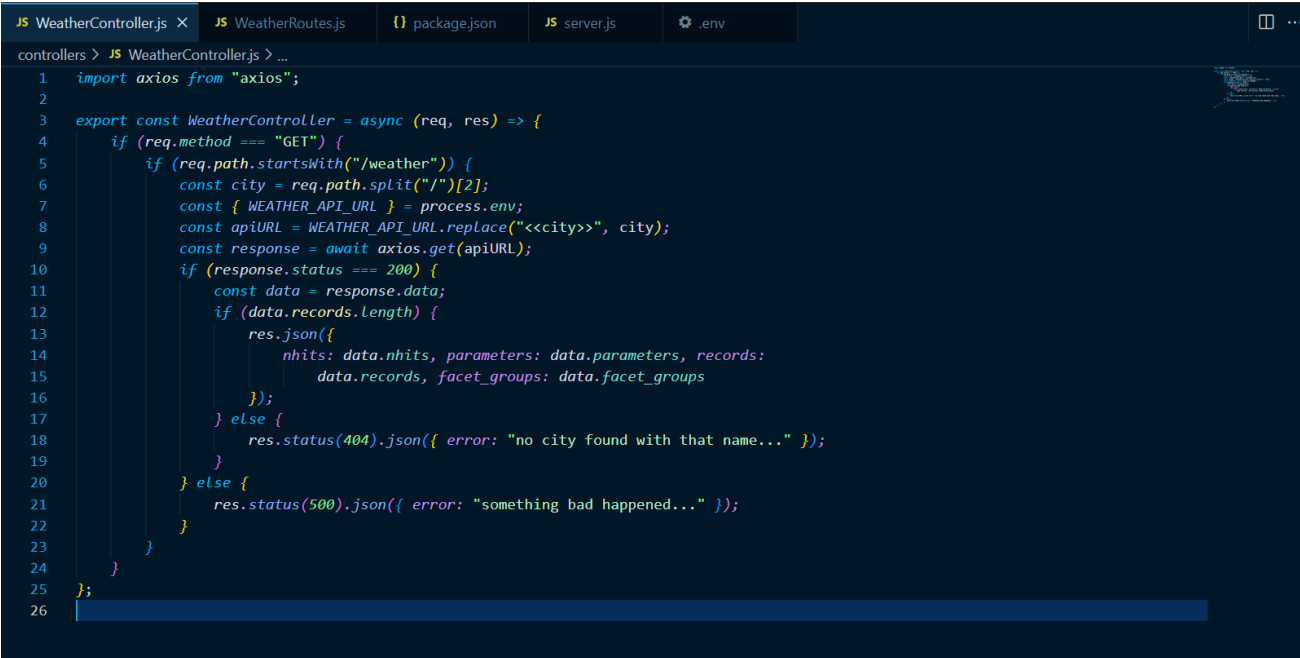 JS WeatherController.js × JS WeatherRoutes.js {} package.json JS server.js .env
controllers > JS WeatherController.js > ...
1 import axios from "axios";
2
3 export const WeatherController = async (req, res) => {
4     if (req.method === "GET") {
5         if (req.path.startsWith("/weather")) {
6             const city = req.path.split("/")[2];
7             const { WEATHER_API_URL } = process.env;
8             const apiURL = WEATHER_API_URL.replace("<<city>>", city);
9             const response = await axios.get(apiURL);
10             if (response.status === 200) {
11                 const data = response.data;
12                 if (data.records.length) {
13                     res.json({
14                         nhits: data.nhits, parameters: data.parameters, records:
15                             data.records, facet_groups: data.facet_groups
16                     });
17                 } else {
18                     res.status(404).json({ error: "no city found with that name..." });
19                 }
20             } else {
21                 res.status(500).json({ error: "something bad happened..." });
22             }
23         }
24     }
25 };
26